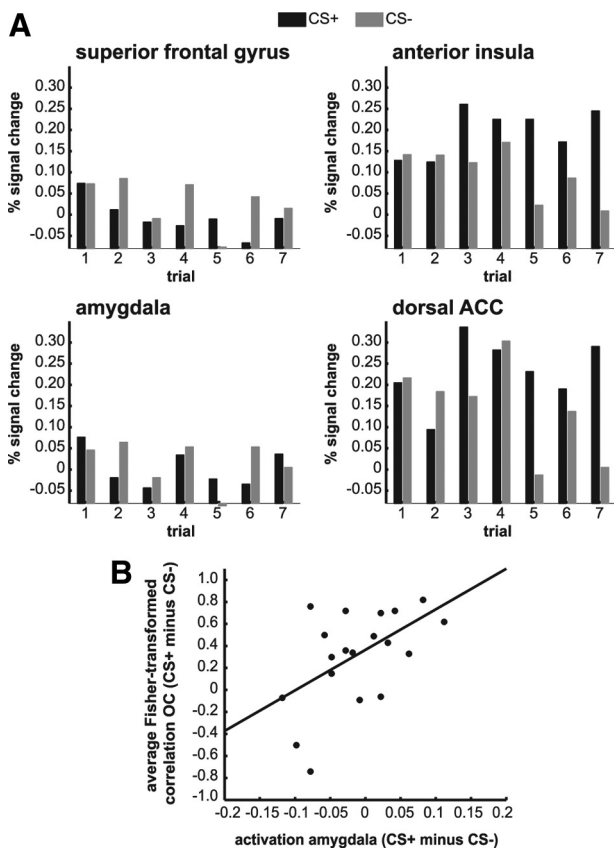 A
CS+ CS-
superior frontal gyrus
% signal change
0.30
0.25
0.20
0.15
0.10
0.05
0
-0.05
1 2 3 4 5 6 7
trial
anterior insula
% signal change
0.30
0.25
0.20
0.15
0.10
0.05
0
-0.05
1 2 3 4 5 6 7
trial
amygdala
% signal change
0.30
0.25
0.20
0.15
0.10
0.05
0
-0.05
1 2 3 4 5 6 7
trial
dorsal ACC
% signal change
0.30
0.25
0.20
0.15
0.10
0.05
0
-0.05
1 2 3 4 5 6 7
trial
B
average Fisher-transformed
correlation OC (CS+ minus CS-)
1.0
0.8
0.6
0.4
0.2
0
-0.2
-0.4
-0.6
-0.8
-1.0
-0.2 -0.15 -0.1 -0.05 0 0.05 0.1 0.15 0.2
activation amygdala (CS+ minus CS-)